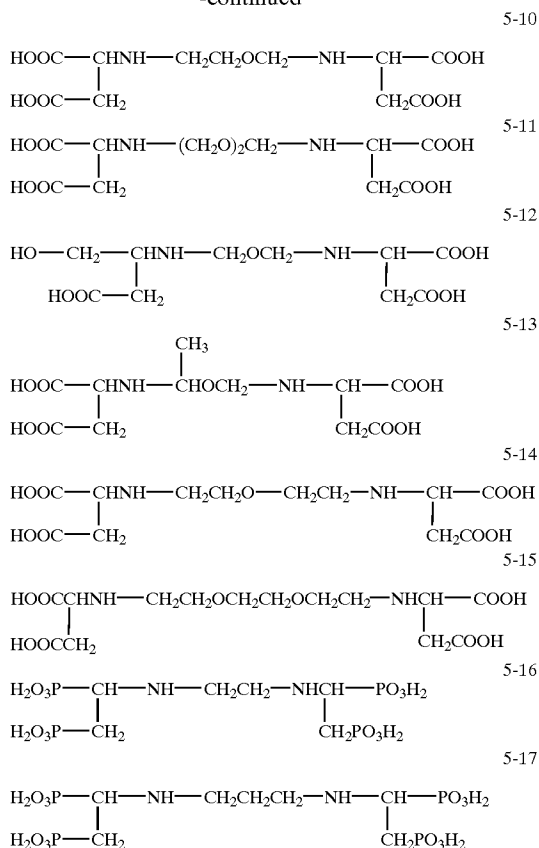 -continued
5-10
HOOC—CHNH—CH₂CH₂OCH₂—NH—CH—COOH
HOOC—CH₂ CH₂COOH
5-11
HOOC—CHNH—(CH₂O)₂CH₂—NH—CH—COOH
HOOC—CH₂ CH₂COOH
5-12
HO—CH₂—CHNH—CH₂OCH₂—NH—CH—COOH
HOOC—CH₂ CH₂COOH
5-13
CH₃
HOOC—CHNH—CHOCH₂—NH—CH—COOH
HOOC—CH₂ CH₂COOH
5-14
HOOC—CHNH—CH₂CH₂O—CH₂CH₂—NH—CH—COOH
HOOC—CH₂ CH₂COOH
5-15
HOOCCHNH—CH₂CH₂OCH₂CH₂OCH₂CH₂—NHCH—COOH
HOOCCH₂ CH₂COOH
5-16
H₂O₃P—CH—NH—CH₂CH₂—NHCH—PO₃H₂
H₂O₃P—CH₂ CH₂PO₃H₂
5-17
H₂O₃P—CH—NH—CH₂CH₂CH₂—NH—CH—PO₃H₂
H₂O₃P—CH₂ CH₂PO₃H₂